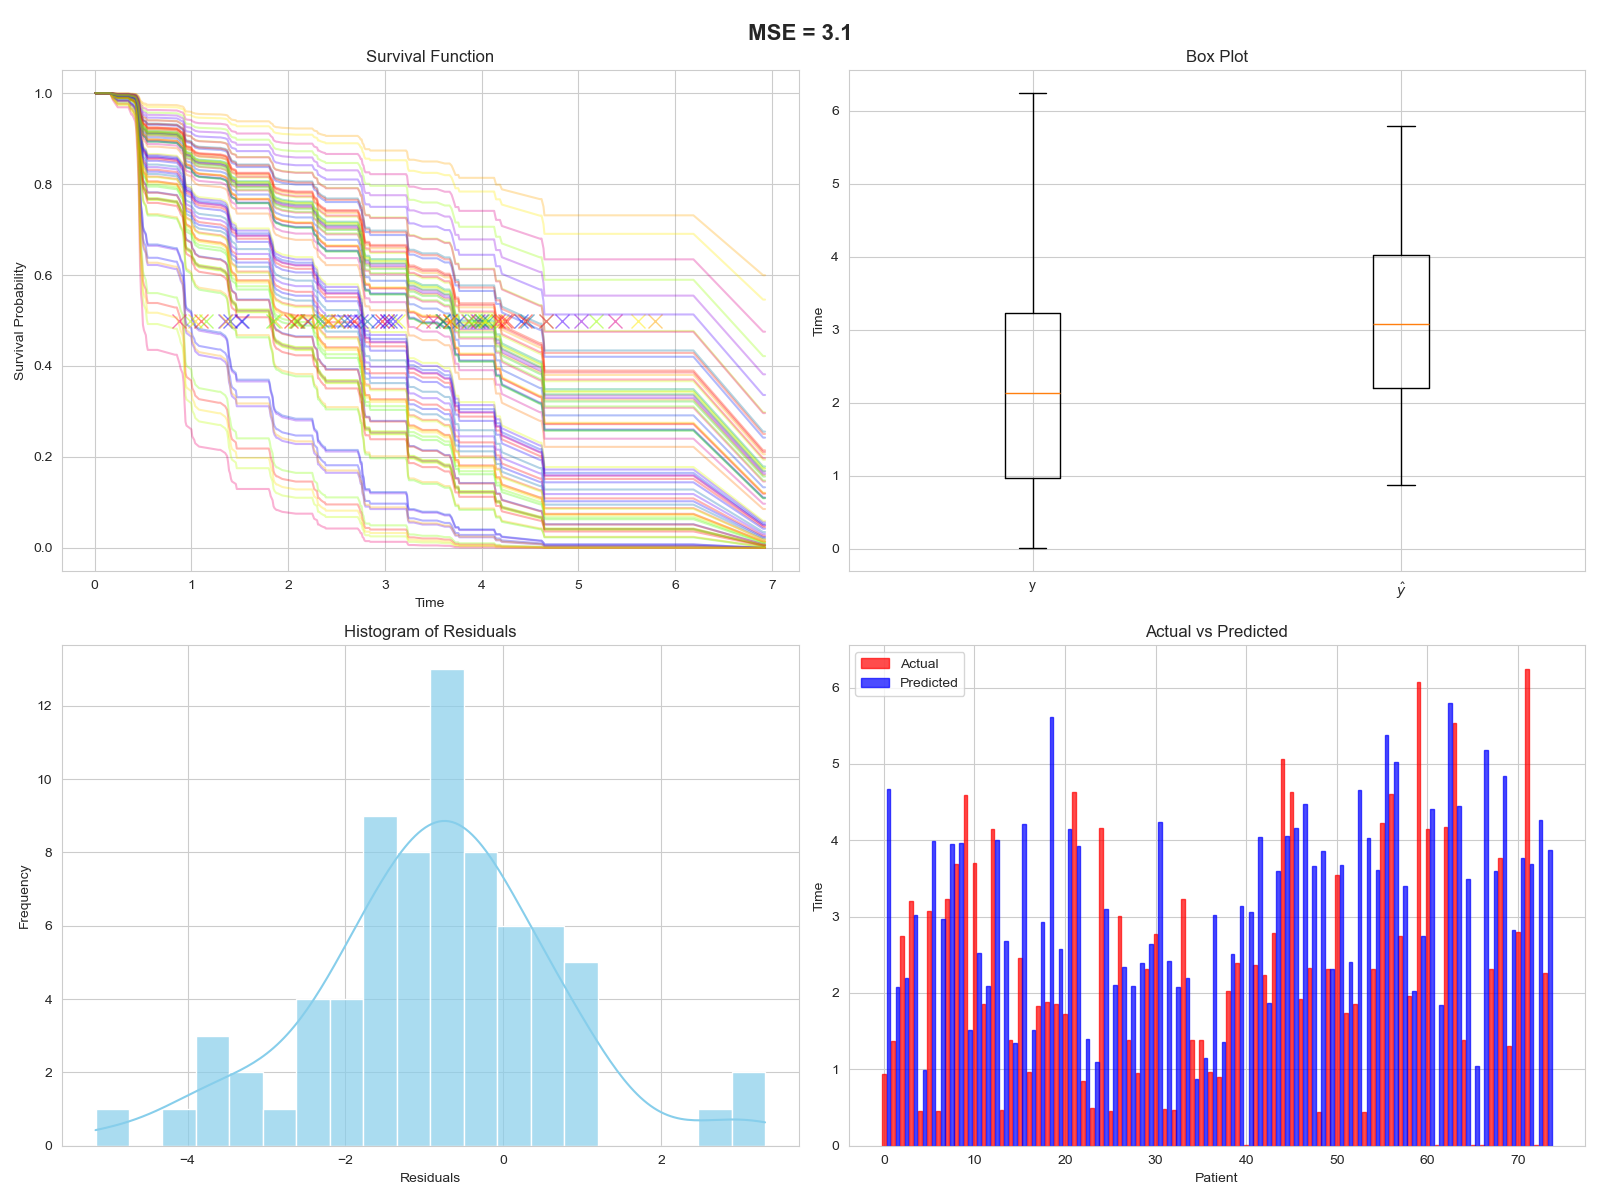 MSE = 3.1
Survival Function
1.0
0.8
0.6
0.4
0.2
0.0
Survival Probability
0 1 2 3 4 5 6 7
Time
Box Plot
6
5
4
3
2
1
0
Time
y ŷ
Histogram of Residuals
12
10
8
6
4
2
0
Frequency
−4 −2 0 2
Residuals
Actual vs Predicted
Actual
Predicted
6
5
4
3
2
1
0
Time
0 10 20 30 40 50 60 70
Patient